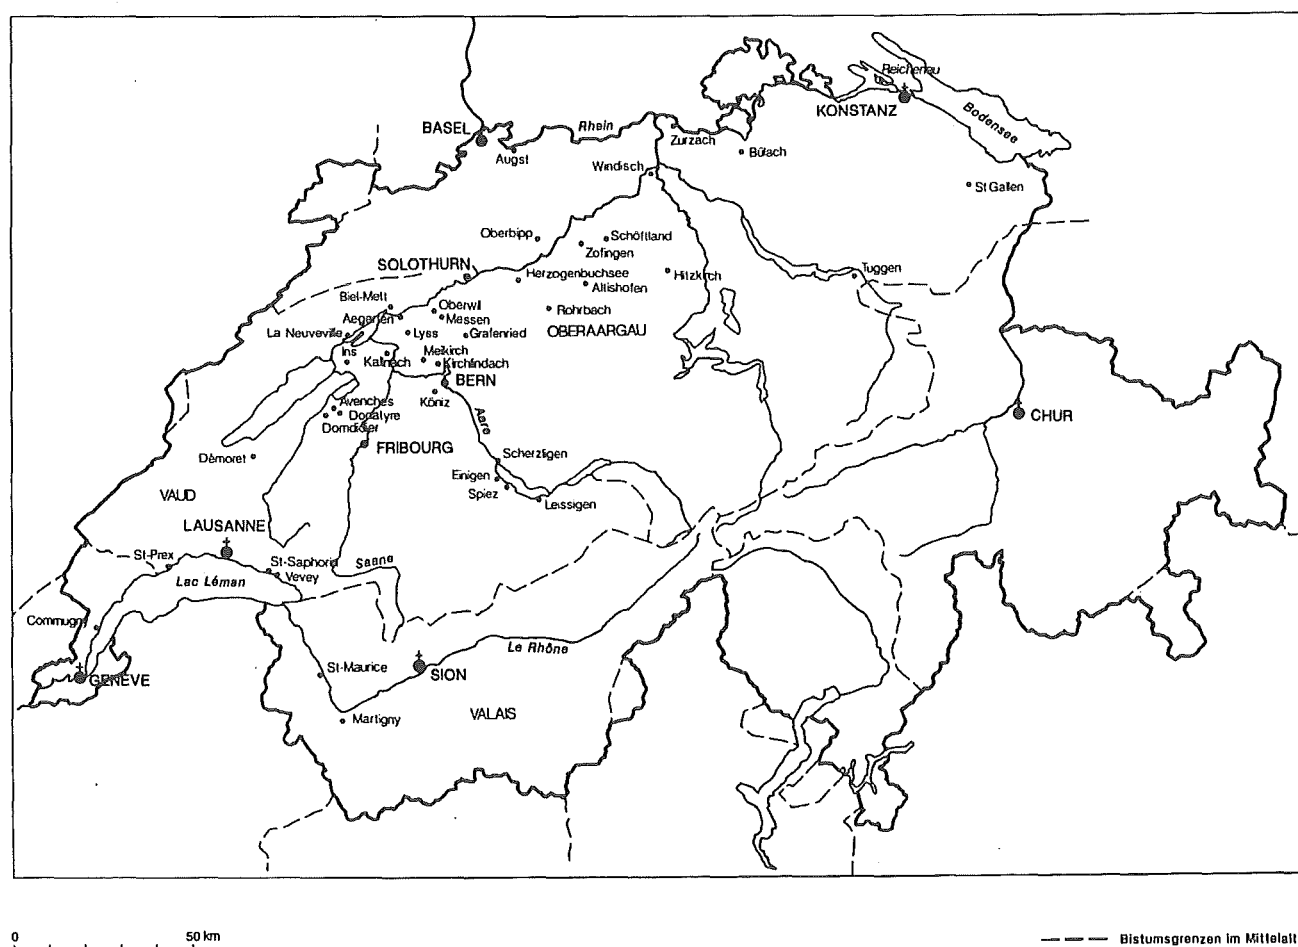 Reichenau
KONSTANZ
Bodensee
BASEL
Rhein
Zurzach
Augst
Bülach
Windisch
St Gallen
Oberbipp
Schöftland
Zofingen
SOLOTHURN
Tuggen
Herzogenbuchsee
Hitzkirch
Altishofen
Biel-Mett
Oberwil
Rohrbach
Aegerten
Messen
La Neuveville
Lyss
Grafenried
OBERAARGAU
Ins
Kallnach
Meikirch
Kirchlindach
BERN
Avenches
Köniz
Donatyre
Aare
CHUR
Domdidier
FRIBOURG
Démoret
Scherzligen
Einigen
Spiez
VAUD
Leissigen
LAUSANNE
St-Prex
St-Saphorin
Saane
Vevey
Lac Léman
Commugny
Le Rhône
St-Maurice
SION
GENEVE
Martigny
VALAIS
0 50 km
Bistumsgrenzen im Mittelalt